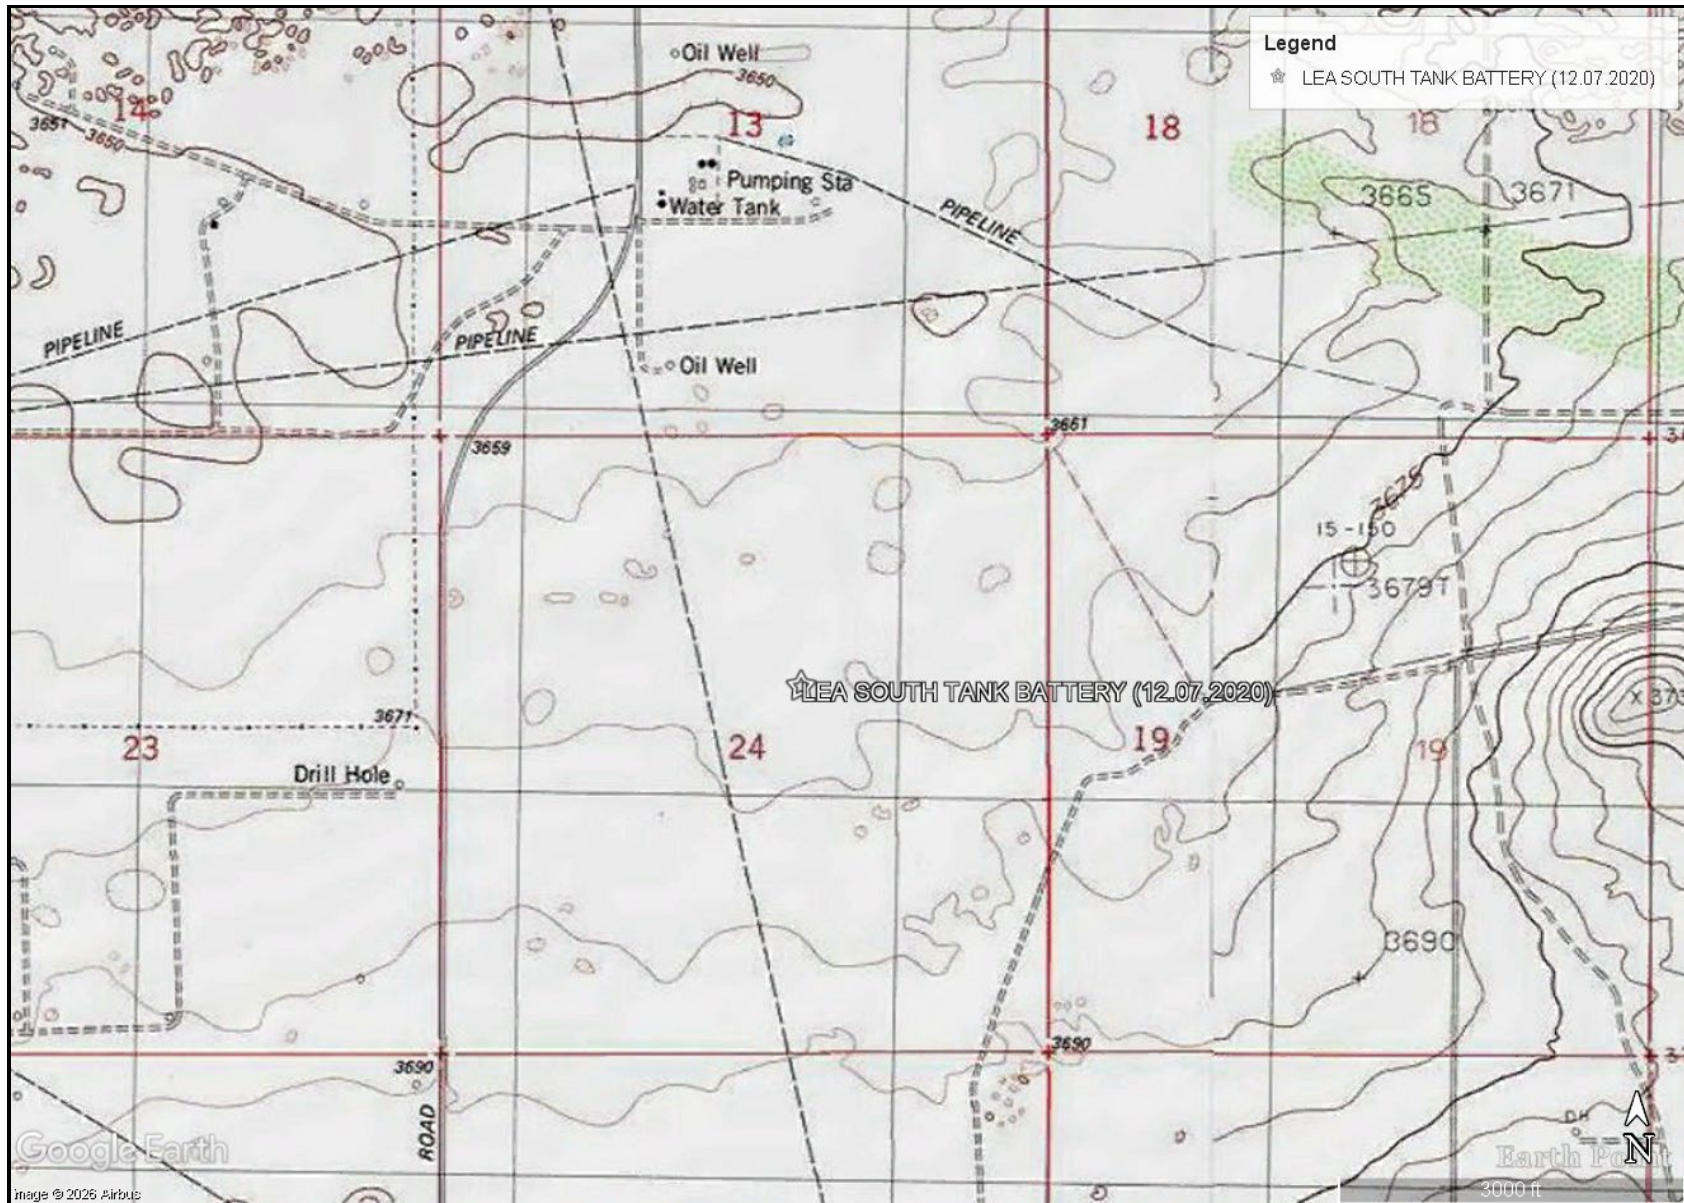 Legend
LEA SOUTH TANK BATTERY (12.07.2020)
Oil Well
3650
14
3651
3650
13
18
18
Pumping Sta
Water Tank
3665
3671
PIPELINE
PIPELINE
PIPELINE
Oil Well
3659
3661
3675
15-150
3679T
LEA SOUTH TANK BATTERY (12.07.2020)
3671
23
24
19
19
Drill Hole
3690
3690
3690
ROAD
DH
N
Google Earth
Earth Point
3000 ft
Image © 2026 Airbus